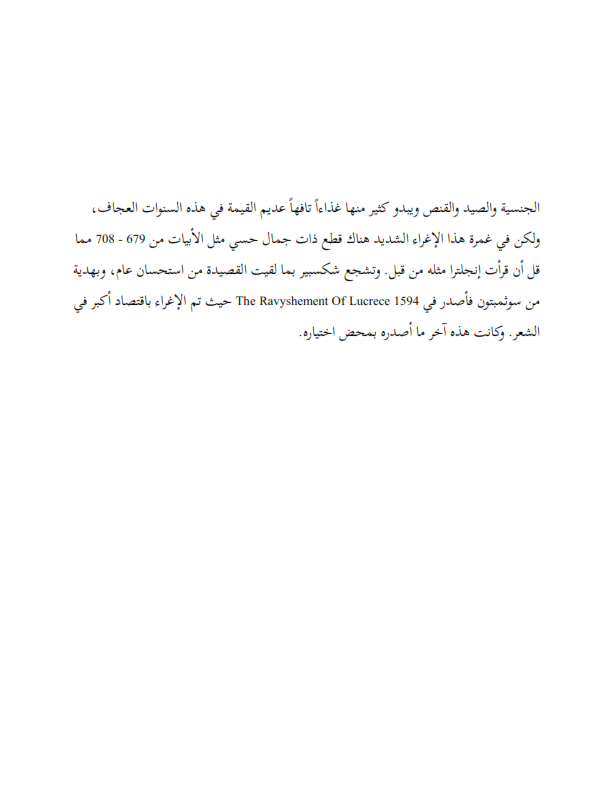 الجنسية والصيد والقنص ويبدو كثير منها غذاءاً تافهاً عديم القيمة في هذه السنوات العجاف،
ولكن في غمرة هذا الإغراء الشديد هناك قطع ذات جمال حسي مثل الأبيات من 679 - 708 مما
قل أن قرأت إنجلترا مثله من قبل. وتشجع شكسبير بما لقيت القصيدة من استحسان عام، وبهدية
من سوثمبتون فأصدر في 1594 The Ravyshement Of Lucrece حيث تم الإغراء باقتصاد أكبر في
الشعر. وكانت هذه آخر ما أصدره بمحض اختياره.